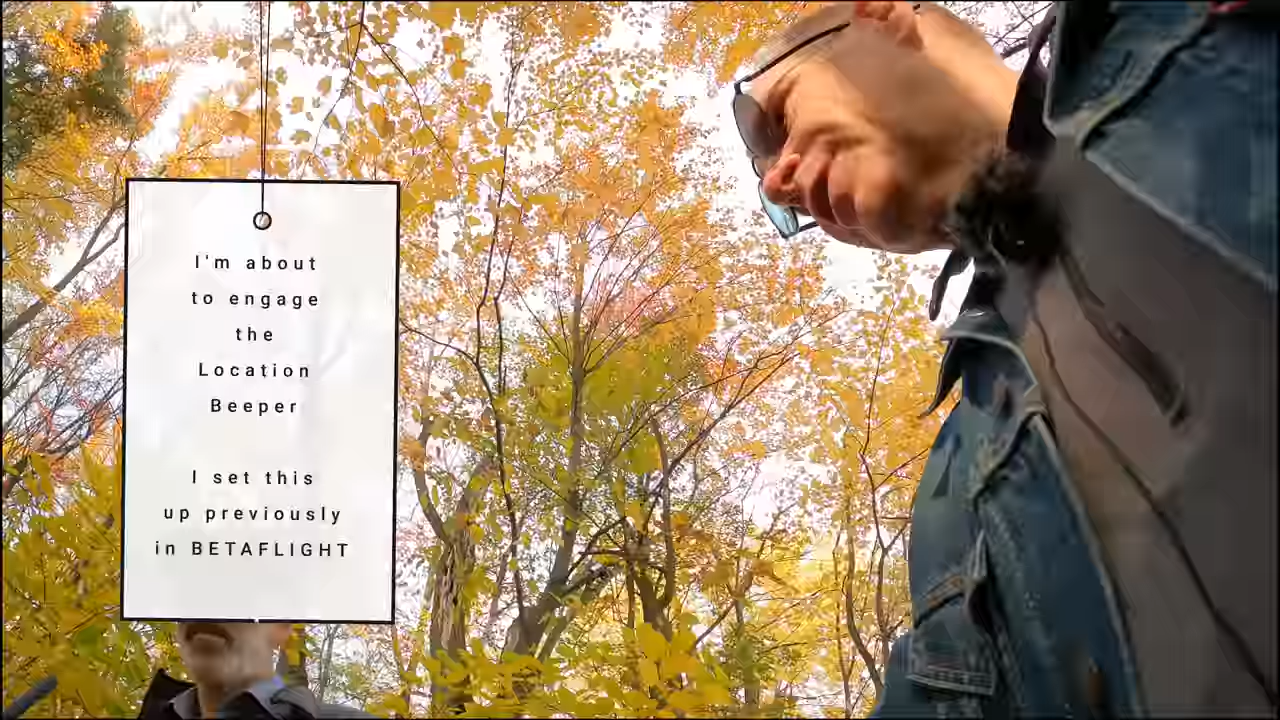 I'm about
to engage
the
Location
Beeper
I set this
up previously
in BETAFLIGHT